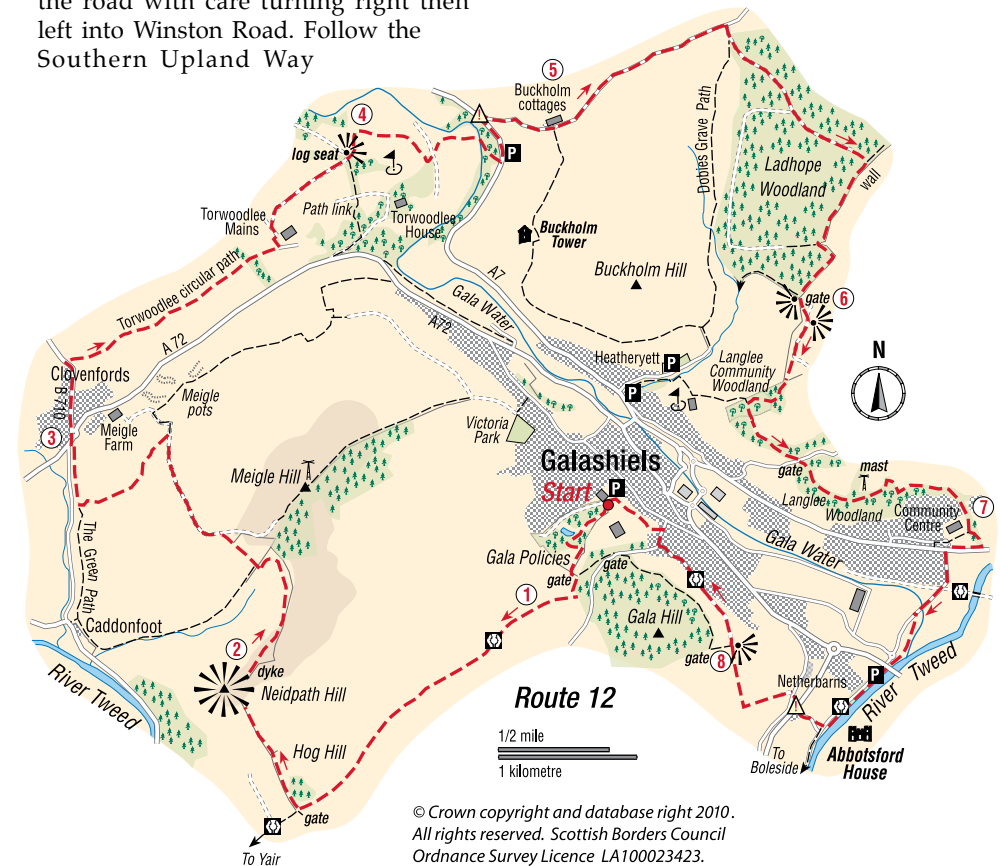 the road with care turning right then
left into Winston Road. Follow the
Southern Upland Way
5
Buckholm
cottages
4
log seat
P
Dobies Grave Path
Ladhope
Woodland
wall
Torwoodlee
Mains
Path link
Torwoodlee
House
Buckholm
Tower
Buckholm Hill
A7
Gala Water
Torwoodlee circular path
A 72
A72
gate
6
N
Clovenfords
B 710
Meigle
pots
Heatheryett
P
P
Langlee
Community
Woodland
3
Meigle
Farm
Victoria
Park
Meigle Hill
Galashiels
Start
P
gate
mast
Langlee
Woodland
Community
Centre
7
The Green Path
Gala Policies
gate
gate
Gala Water
1
Caddonfoot
Gala Hill
2
dyke
Neidpath Hill
gate
8
River Tweed
Netherbarns
P
River Tweed
Route 12
Hog Hill
1/2 mile
1 kilometre
To
Boleside
Abbotsford
House
gate
To Yair
© Crown copyright and database right 2010.
All rights reserved. Scottish Borders Council
Ordnance Survey Licence LA100023423.